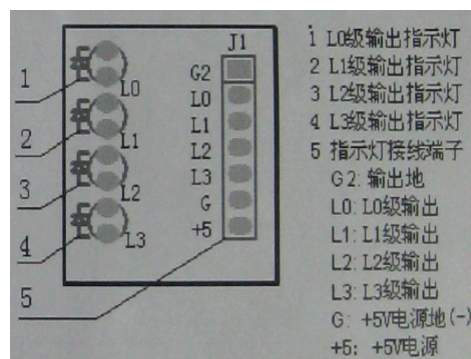 J1
G2
L0
L1
L2
L3
G
+5
L0
L1
L2
L3
1
2
3
4
5
1 L0级输出指示灯
2 L1级输出指示灯
3 L2级输出指示灯
4 L3级输出指示灯
5 指示灯接线端子
G2: 输出地
L0: L0级输出
L1: L1级输出
L2: L2级输出
L3: L3级输出
G: +5V电源地(-)
+5: +5V电源